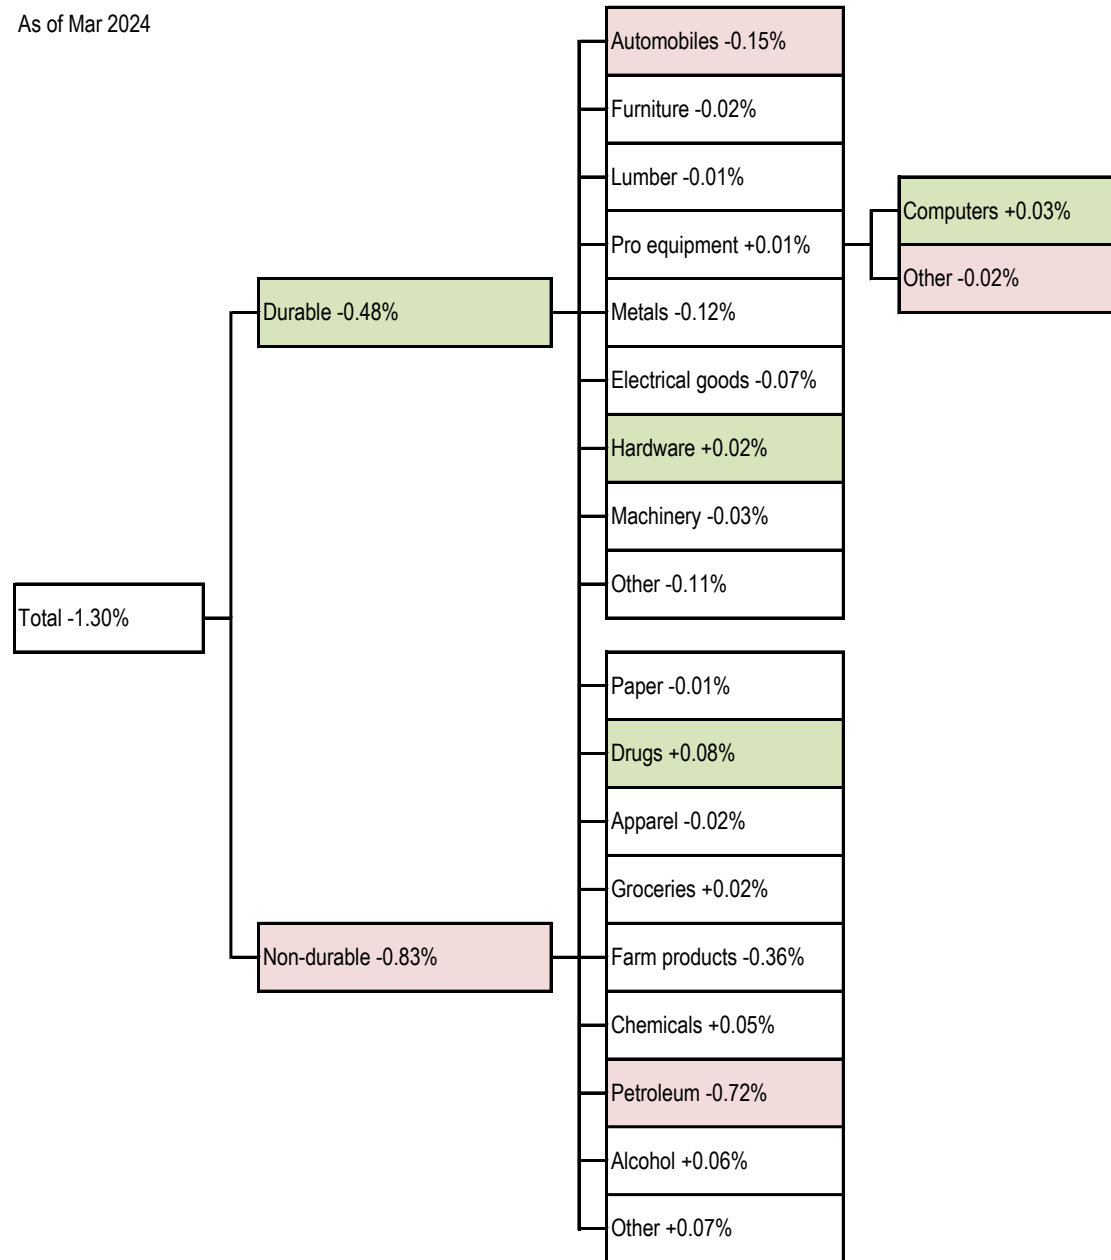 As of Mar 2024
Total -1.30%
Durable -0.48%
Automobiles -0.15%
Furniture -0.02%
Lumber -0.01%
Pro equipment +0.01%
Computers +0.03%
Other -0.02%
Metals -0.12%
Electrical goods -0.07%
Hardware +0.02%
Machinery -0.03%
Other -0.11%
Non-durable -0.83%
Paper -0.01%
Drugs +0.08%
Apparel -0.02%
Groceries +0.02%
Farm products -0.36%
Chemicals +0.05%
Petroleum -0.72%
Alcohol +0.06%
Other +0.07%